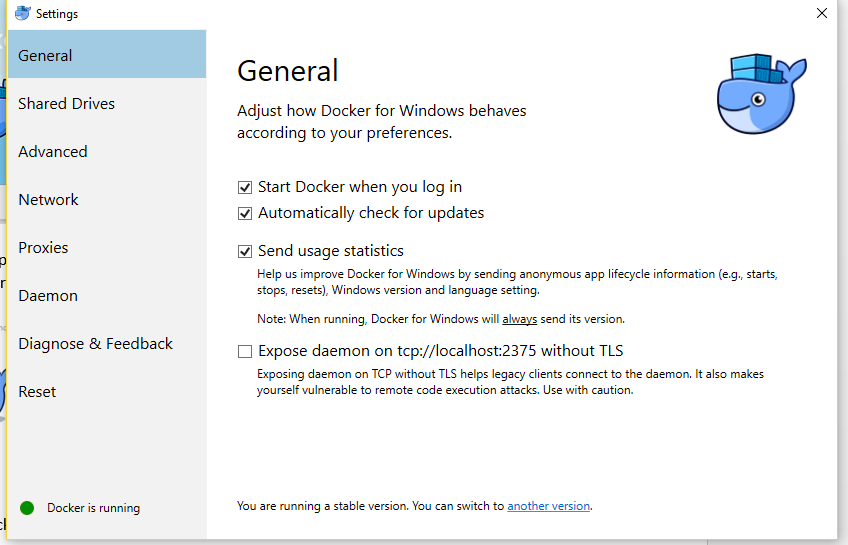 Settings
General
Shared Drives
Advanced
Network
Proxies
Daemon
Diagnose & Feedback
Reset
Docker is running
General
Adjust how Docker for Windows behaves
according to your preferences.
Start Docker when you log in
Automatically check for updates
Send usage statistics
Help us improve Docker for Windows by sending anonymous app lifecycle information (e.g., starts,
stops, resets), Windows version and language setting.
Note: When running, Docker for Windows will always send its version.
Expose daemon on tcp://localhost:2375 without TLS
Exposing daemon on TCP without TLS helps legacy clients connect to the daemon. It also makes
yourself vulnerable to remote code execution attacks. Use with caution.
You are running a stable version. You can switch to another version.